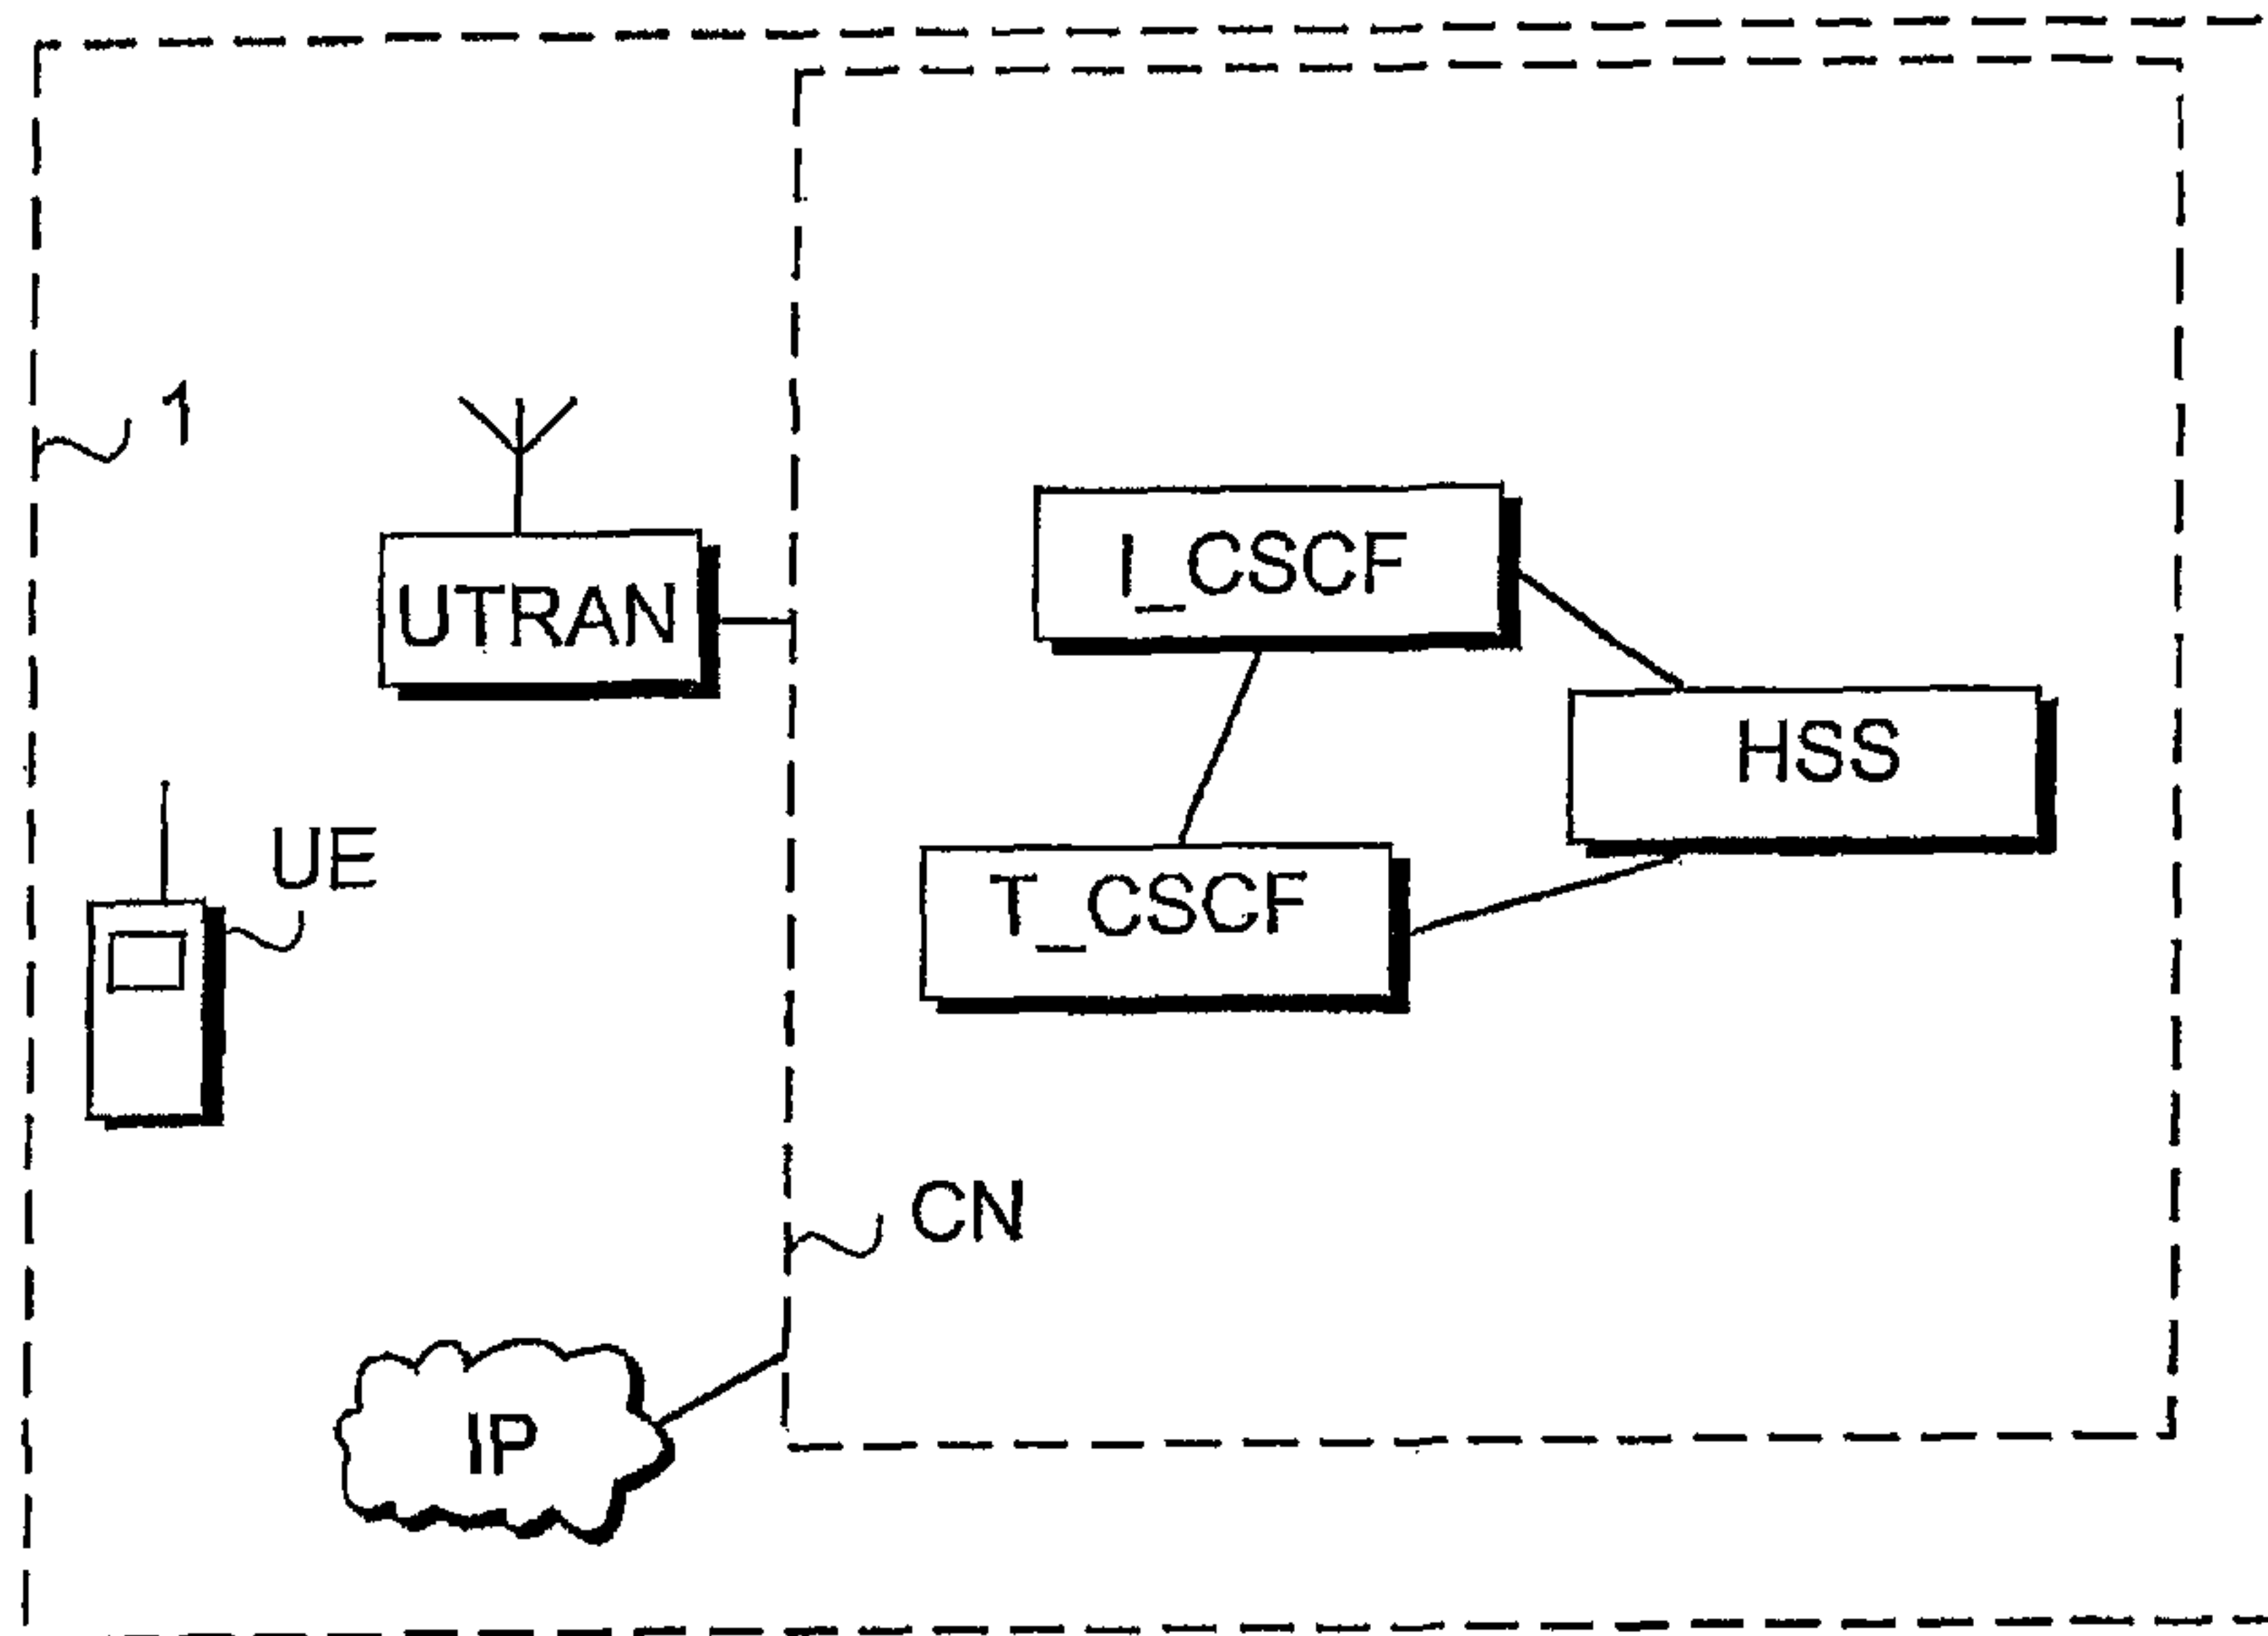 1
I_CSCF
UTRAN
HSS
UE
T_CSCF
CN
IP